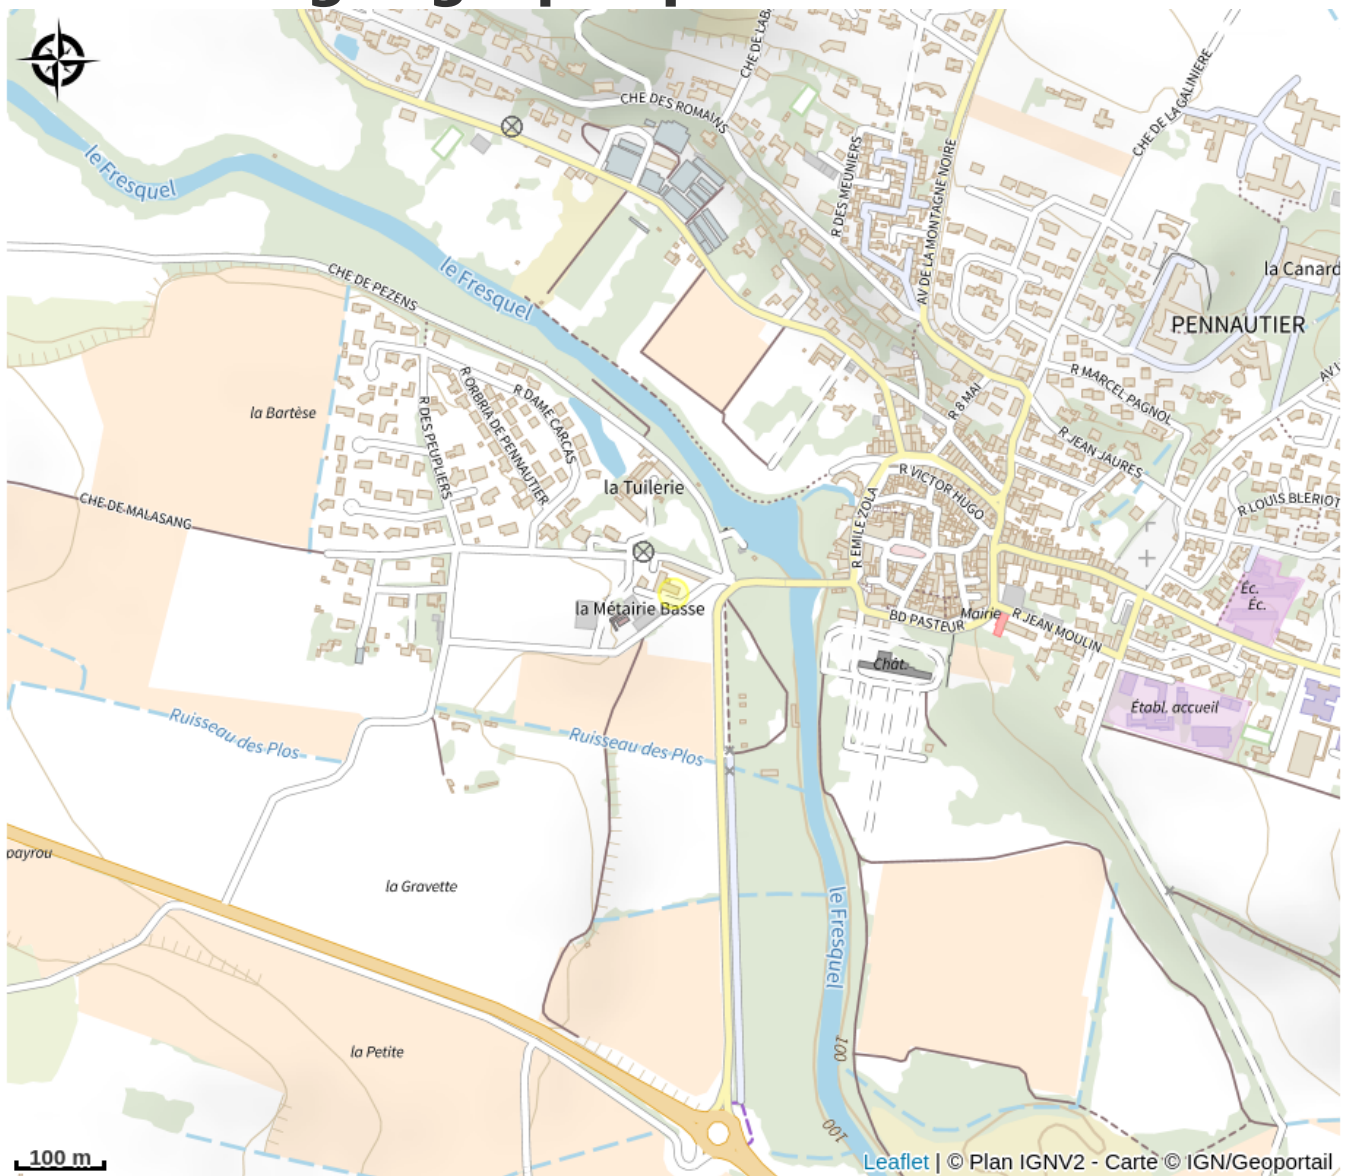 CHE DE LABA
CHE DES ROMAINS
CHE DE LA GALINIERE
le Fresquel
R DES MEUNIERS
AV DE LA MONTAGNE NOIRE
le Fresquel
CHE DE PEZENS
la Canard
PENNAUTIER
R MARCEL PAGNOL
AV
R ORBRIA DE PENNAUTIER
R DAME CARCAS
R DES PEUPLIERS
R 8 MAI
la Bartèse
R JEAN JAURES
la Tuilerie
R VICTOR HUGO
R EMILE ZOLA
R LOUIS BLERIOT
CHE DE MALASANG
Éc.
Éc.
la Métairie Basse
BD PASTEUR
Mairie
R JEAN MOULIN
Chât.
Établ. accueil
Ruisseau des Plos
Ruisseau des Plos
payrou
la Gravette
le Fresquel
la Petite
100
100
100 m
Leaflet | © Plan IGNV2 - Carte © IGN/Geoportail